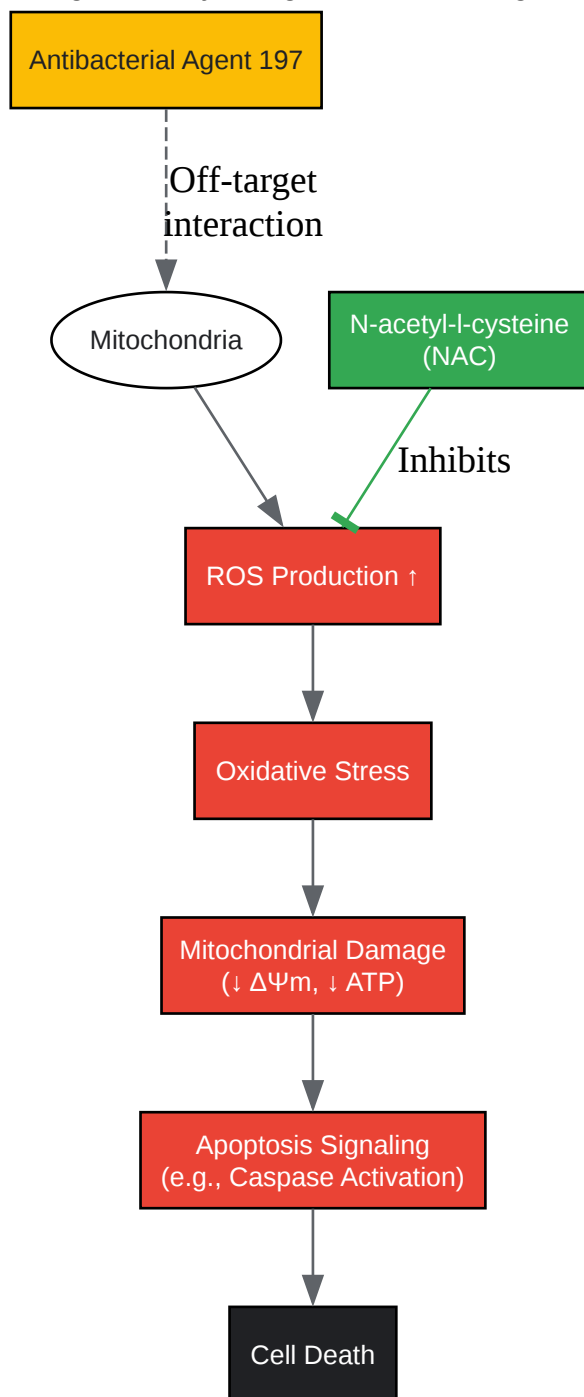 Antibacterial Agent 197
Off-target
interaction
Mitochondria
N-acetyl-l-cysteine
(NAC)
Inhibits
ROS Production ↑
Oxidative Stress
Mitochondrial Damage
(↓ ΔΨm, ↓ ATP)
Apoptosis Signaling
(e.g., Caspase Activation)
Cell Death